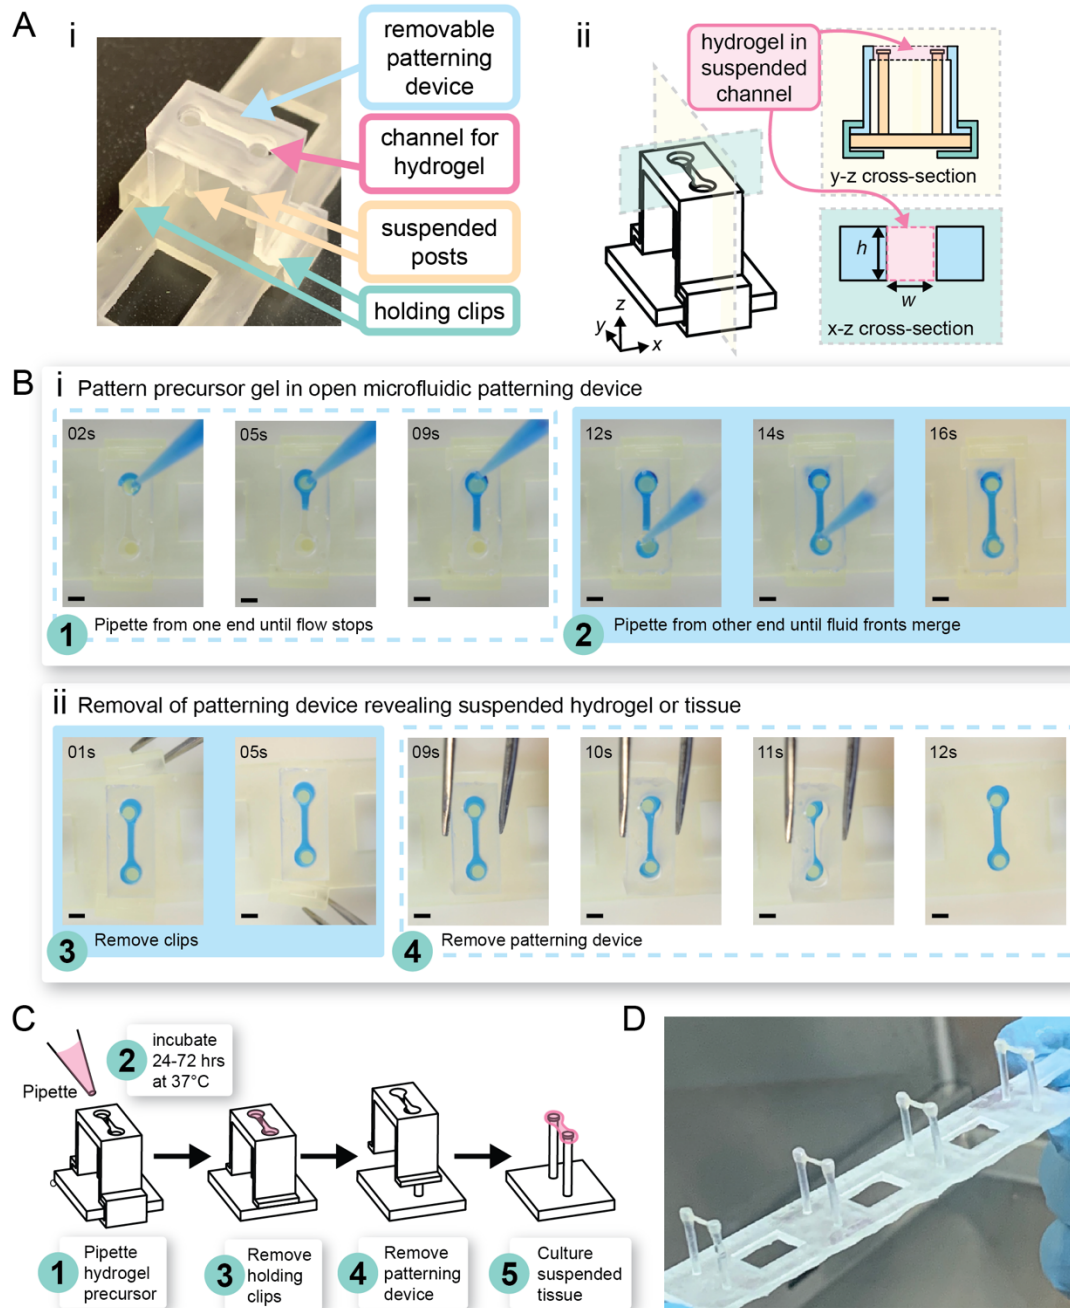 A
i
removable
patterning
device
channel for
hydrogel
suspended
posts
holding clips
ii
hydrogel in
suspended
channel
y-z cross-section
h
w
x-z cross-section
z
y
x
B
i Pattern precursor gel in open microfluidic patterning device
02s
05s
09s
12s
14s
16s
1 Pipette from one end until flow stops
2 Pipette from other end until fluid fronts merge
ii Removal of patterning device revealing suspended hydrogel or tissue
01s
05s
09s
10s
11s
12s
3 Remove clips
4 Remove patterning device
C
Pipette
2
incubate
24-72 hrs
at 37°C
1
Pipette
hydrogel
precursor
3
Remove
holding
clips
4
Remove
patterning
device
5
Culture
suspended
tissue
D